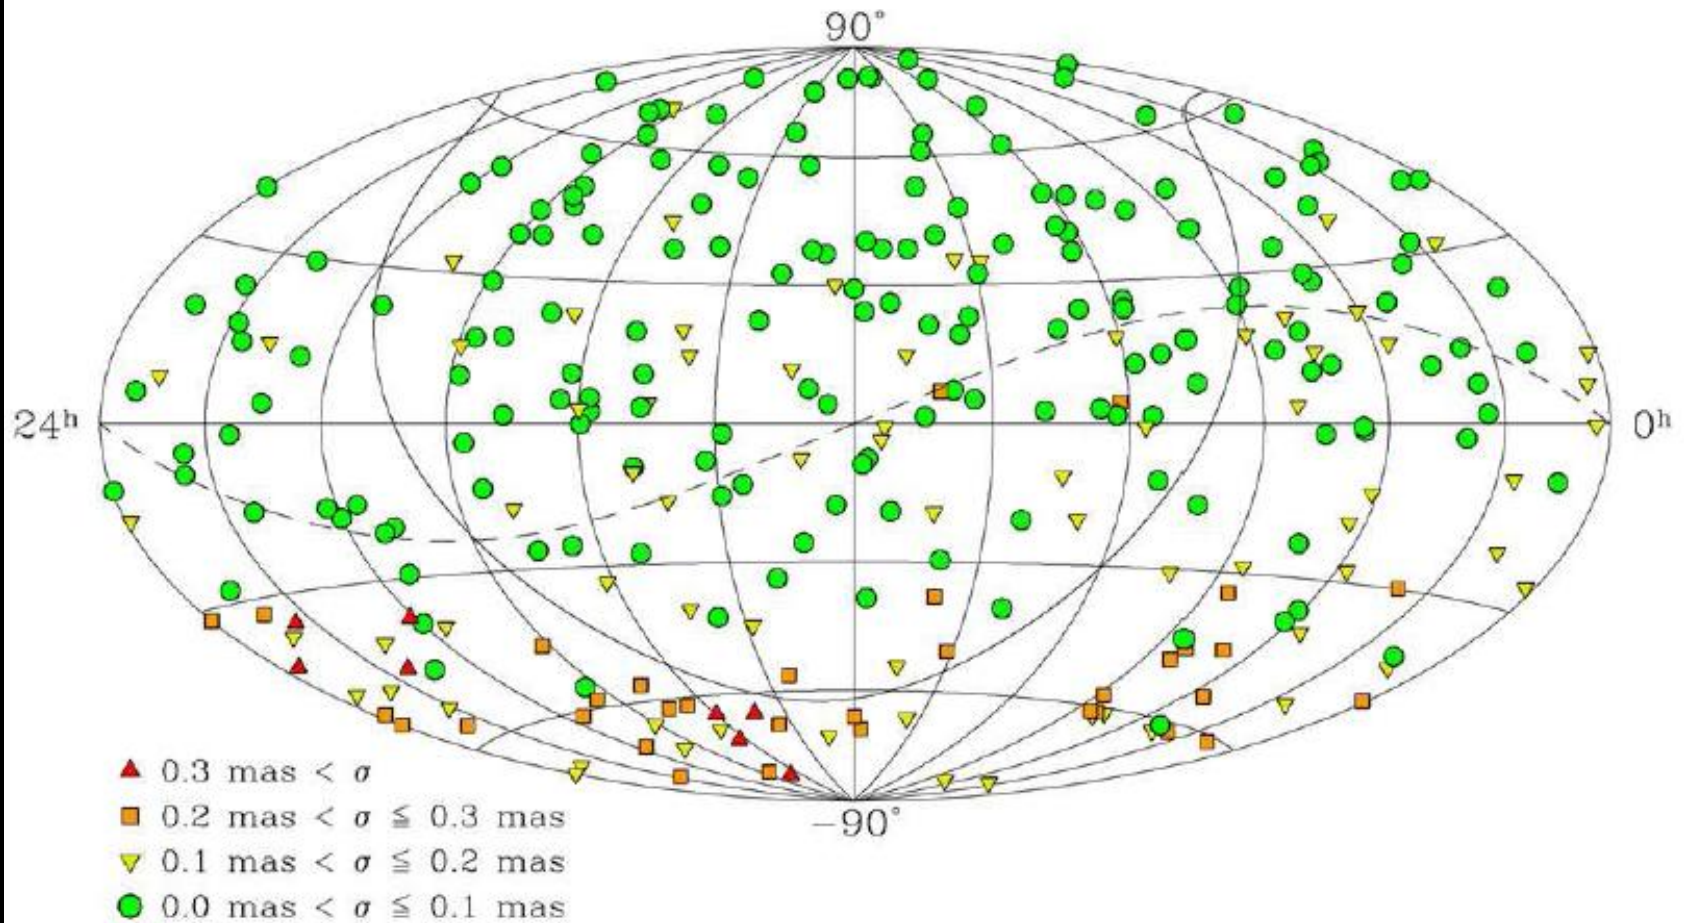 90°
24ʰ
0ʰ
−90°
0.3 mas < σ
0.2 mas < σ ≦ 0.3 mas
0.1 mas < σ ≦ 0.2 mas
0.0 mas < σ ≦ 0.1 mas